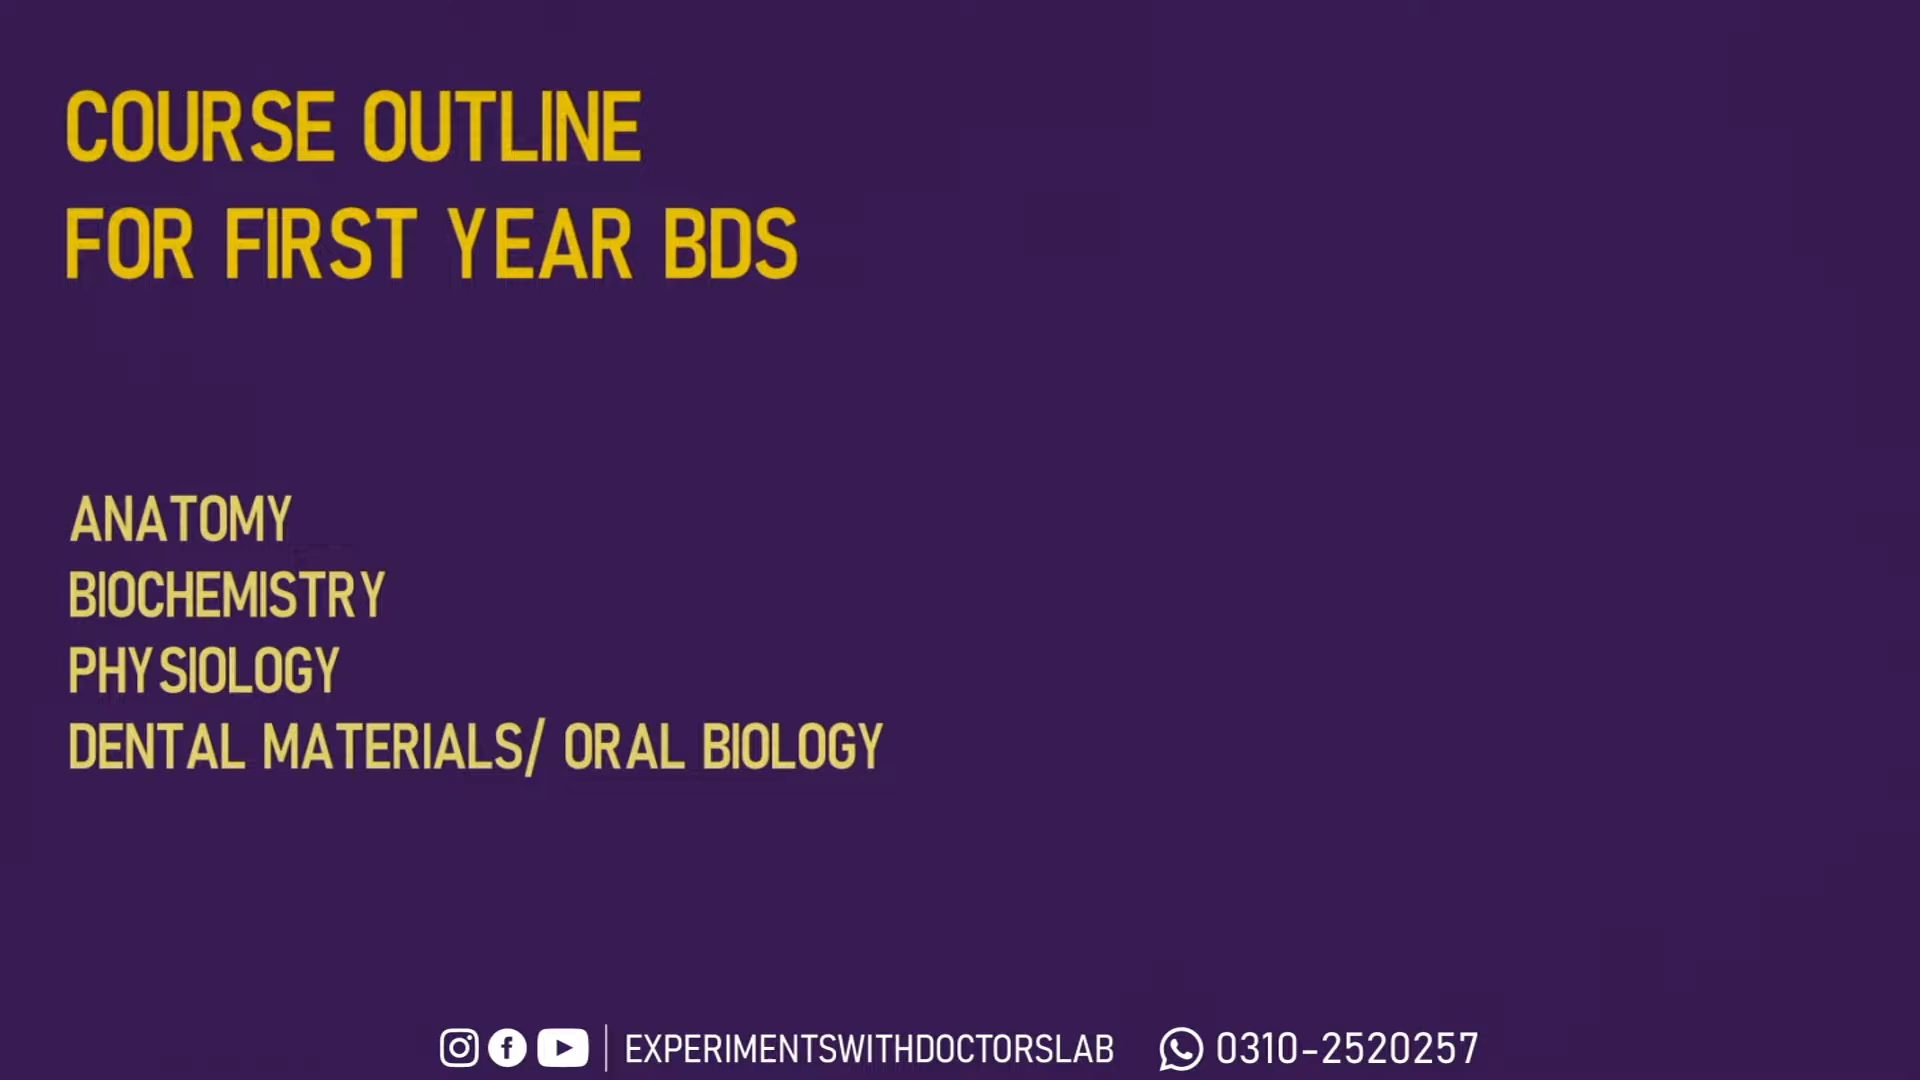 COURSE OUTLINE
FOR FIRST YEAR BDS
ANATOMY
BIOCHEMISTRY
PHYSIOLOGY
DENTAL MATERIALS/ ORAL BIOLOGY
EXPERIMENTSWITHDOCTORSLAB 0310-2520257